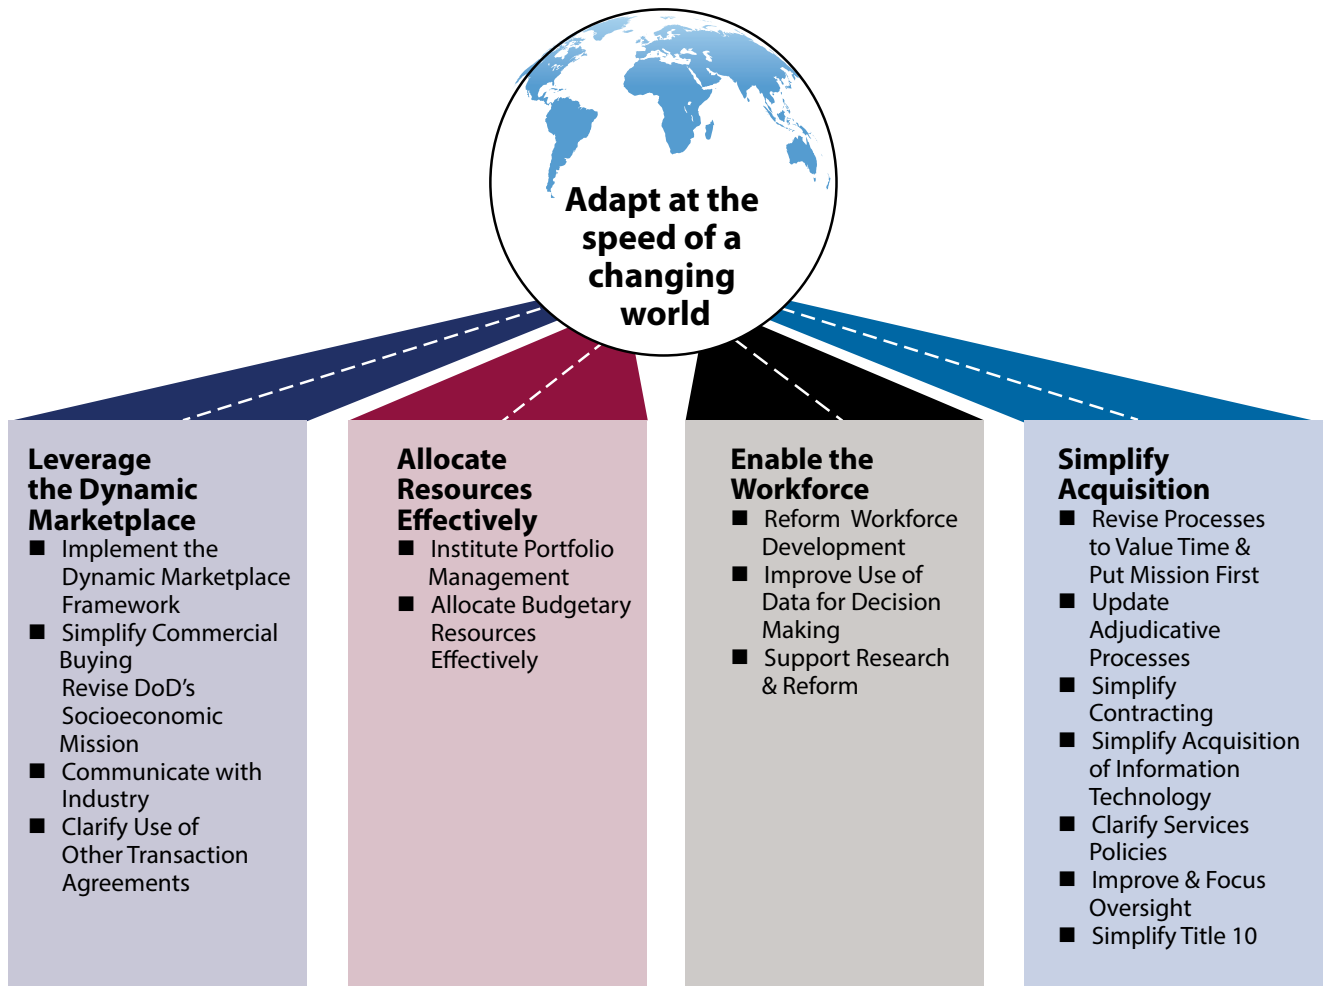 Adapt at the
speed of a
changing
world
Leverage
the Dynamic
Marketplace
■ Implement the
Dynamic Marketplace
Framework
■ Simplify Commercial
Buying
Revise DoD’s
Socioeconomic
Mission
■ Communicate with
Industry
■ Clarify Use of
Other Transaction
Agreements
Allocate
Resources
Effectively
■ Institute Portfolio
Management
■ Allocate Budgetary
Resources
Effectively
Enable the
Workforce
■ Reform Workforce
Development
■ Improve Use of
Data for Decision
Making
■ Support Research
& Reform
Simplify
Acquisition
■ Revise Processes
to Value Time &
Put Mission First
■ Update
Adjudicative
Processes
■ Simplify
Contracting
■ Simplify Acquisition
of Information
Technology
■ Clarify Services
Policies
■ Improve & Focus
Oversight
■ Simplify Title 10